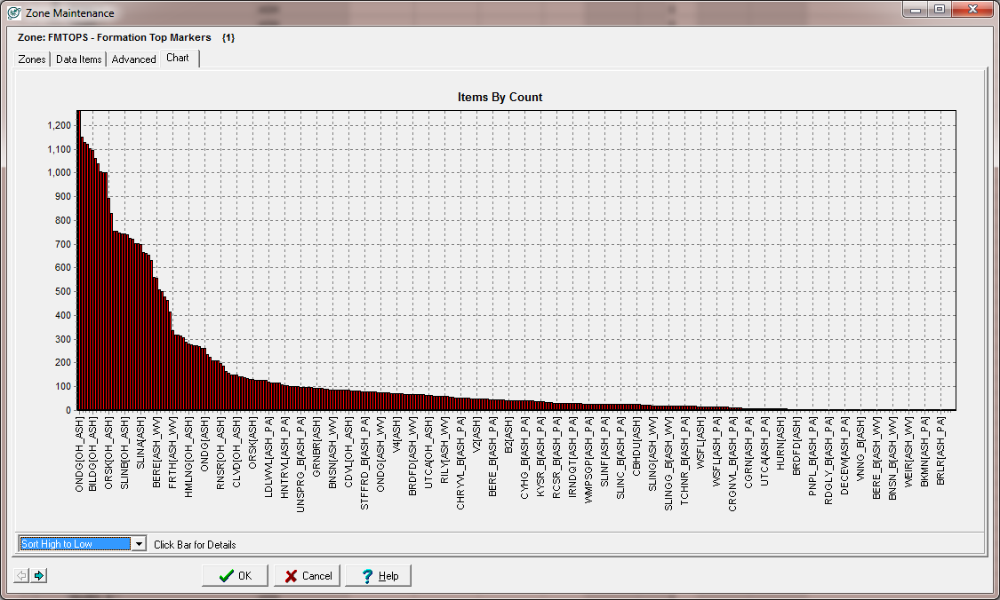 Zone Maintenance
Zone: FMTOPS - Formation Top Markers {1}
Zones Data Items Advanced Chart
Items By Count
1,200
1,100
1,000
900
800
700
600
500
400
300
200
100
0
ONDG[OH_ASH]
BILDG[OH_ASH]
ORSK[OH_ASH]
SLINB[OH_ASH]
SLINA[ASH]
BERE[ASH_WV]
FRTH[ASH_WV]
HMLNG[OH_ASH]
ONDG[ASH]
RNSR[OH_ASH]
CLVD[OH_ASH]
ORSK[ASH]
LDLWVL[ASH_PA]
HNTRVL[ASH_PA]
UNSPRG_B[ASH_PA]
GRNBR[ASH]
BNSN[ASH_WV]
CDVL[OH_ASH]
STFFRD_B[ASH_PA]
ONDG[ASH_WV]
V4[ASH]
BRDFD[ASH_WV]
UTCA[OH_ASH]
RILY[ASH_WV]
CHRYVL_B[ASH_PA]
V2[ASH]
BERE_B[ASH_PA]
B2[ASH]
CYHG_B[ASH_PA]
KYSR_B[ASH_PA]
RCSR_B[ASH_PA]
IRNDQT[ASH_PA]
WMPSGP[ASH_PA]
SLINF[ASH_PA]
SLINC_B[ASH_PA]
CBHDI[ASH]
SLING[ASH_WV]
SLINGG_B[ASH_WV]
TCHNR_B[ASH_PA]
WSFL[ASH]
WSFL[ASH_PA]
CRGNVL_B[ASH_PA]
CGRN[ASH_PA]
UTCA[ASH_PA]
HURN[ASH]
BRDFD[ASH]
PNPL_B[ASH_PA]
RDGLY_B[ASH_PA]
DECEW[ASH_PA]
VNNG_B[ASH]
BERE_B[ASH_WV]
BNSN_B[ASH_WV]
WEIR[ASH_WV]
BKMN[ASH_PA]
BRLR[ASH_PA]
Sort High to Low Click Bar for Details
OK Cancel Help